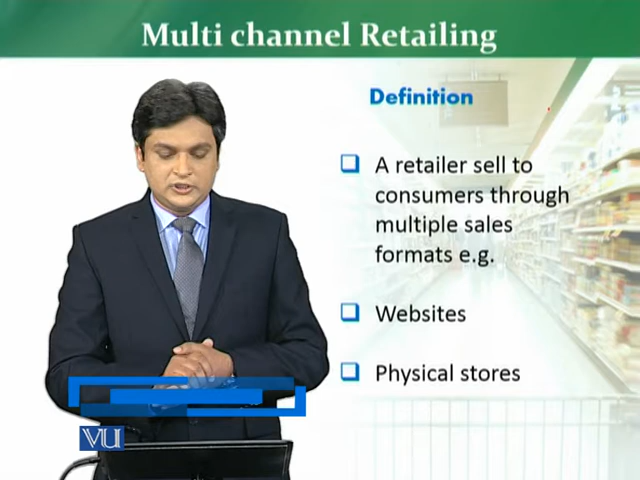 Multi channel Retailing
Definition
A retailer sell to
consumers through
multiple sales
formats e.g.
Websites
Physical stores
VU